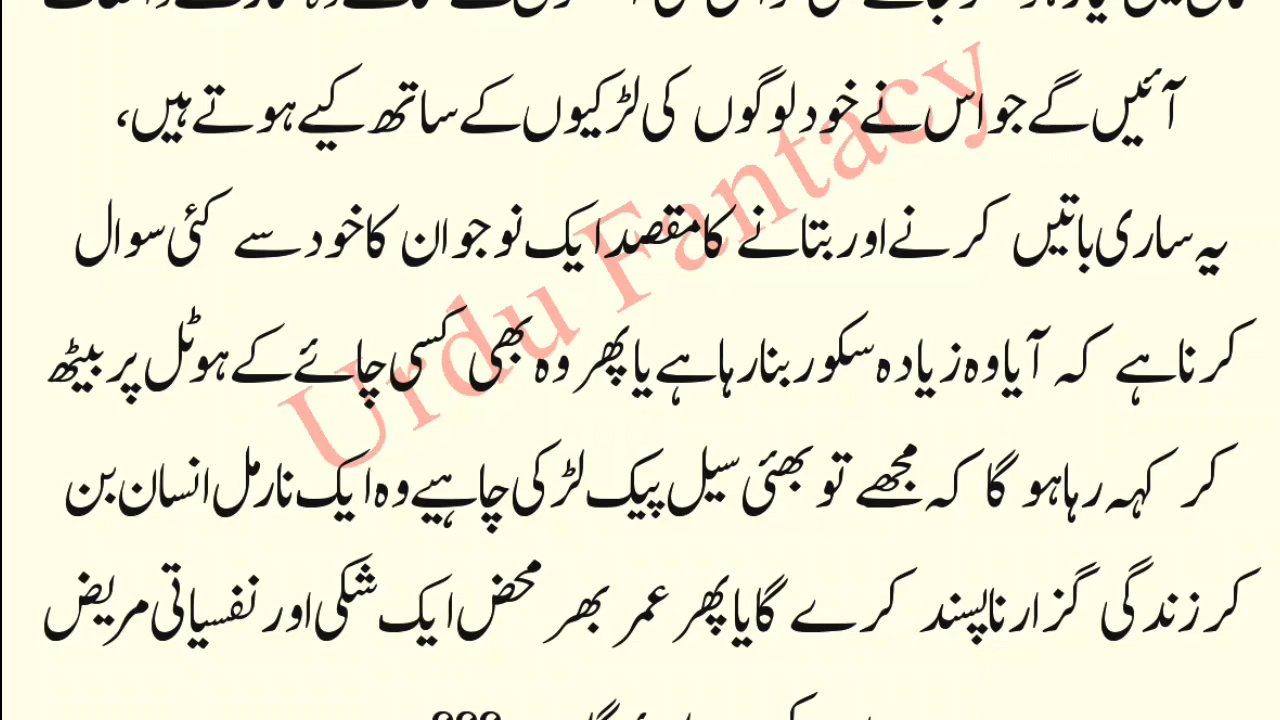 آئیں گے جو اس نے خود لوگوں کی لڑکیوں کے ساتھ کیے ہوتے ہیں،
یہ ساری باتیں کرنے اور بتانے کا مقصد ایک نوجوان کا خود سے کئی سوال
کرنا ہے کہ آیا وہ زیادہ سکور بنا رہا ہے یا پھر وہ بھی کسی چائے کے ہوٹل پر بیٹھ
کر کہہ رہا ہو گا کہ مجھے تو بھئی سیل پیک لڑکی چاہیے وہ ایک نارمل انسان بن
کر زندگی گزارنا پسند کرے گا یا پھر عمر بھر محض ایک شکی اور نفسیاتی مریض
Urdu Fantacy